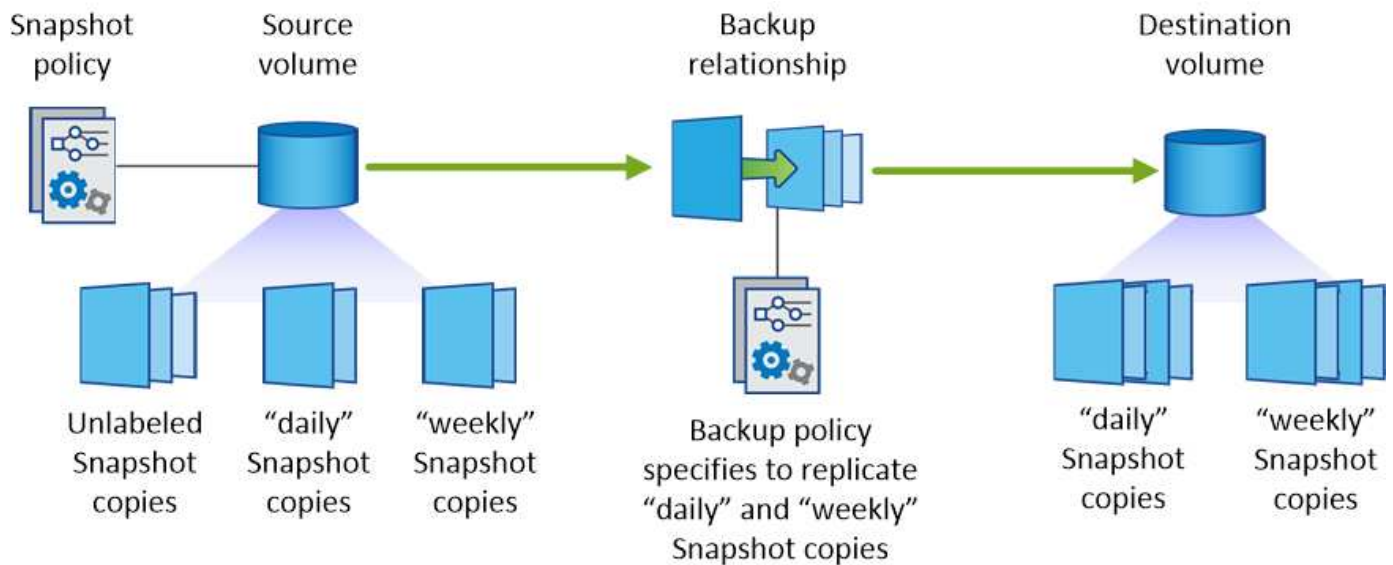 Snapshot
policy
Source
volume
Backup
relationship
Destination
volume
Unlabeled
Snapshot
copies
“daily”
Snapshot
copies
“weekly”
Snapshot
copies
Backup policy
specifies to replicate
“daily” and “weekly”
Snapshot copies
“daily”
Snapshot
copies
“weekly”
Snapshot
copies